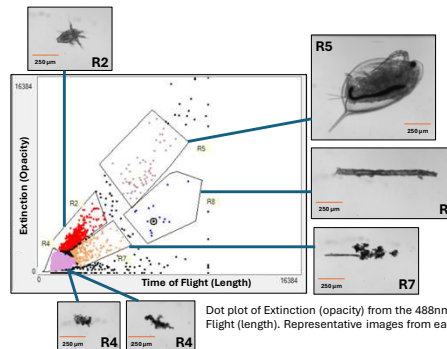 R2
250 µm
R5
250 µm
16384
Extinction (Opacity)
R5
R2
R8
R4
R7
0
Time of Flight (Length)
0
16384
250 µm
R
250 µm
R7
250 µm
R4
250 µm
R4
Dot plot of Extinction (opacity) from the 488nm
Flight (length). Representative images from ea